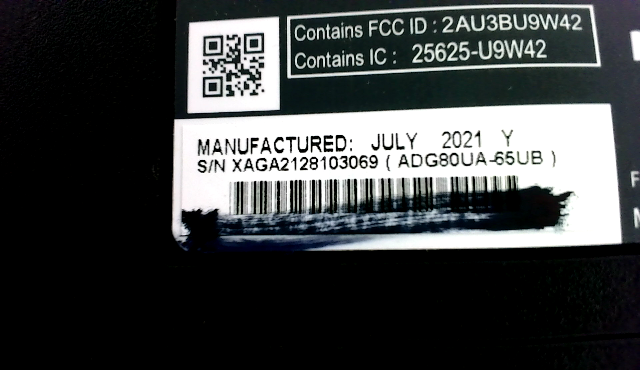 Contains FCC ID : 2AU3BU9W42
Contains IC : 25625-U9W42
MANUFACTURED: JULY 2021 Y
S/N XAGA2128103069 ( ADG80UA-65UB )